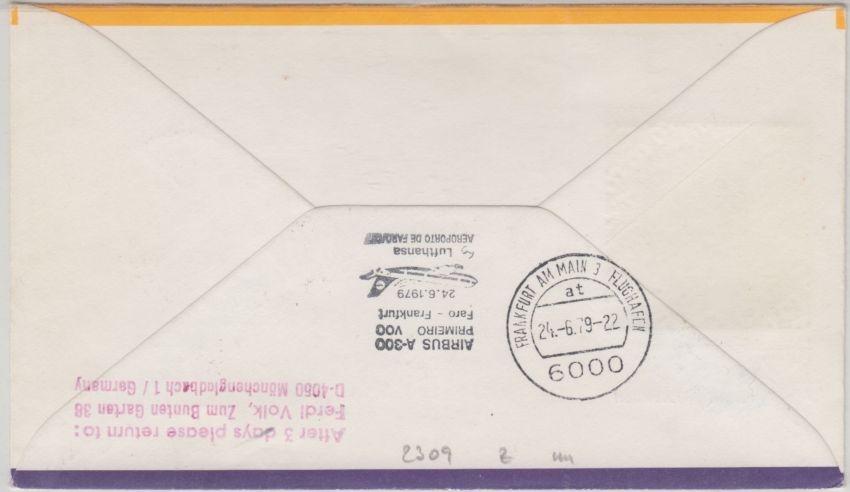 AIRBUS A-300
PRIMEIRO VOO
Faro - Frankfurt
24.6.1979
by Lufthansa
AEROPORTO DE FARO
FRANKFURT AM MAIN 3 FLUGHAFEN
at
24.-6.79-22
6000
After 3 days please return to:
Ferdi Volk, Zum Bunten Garten 38
D-4050 Mönchengladbach 1 / Germany
2309 Z